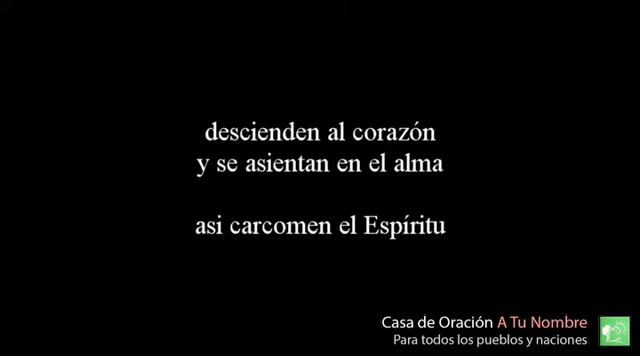 descienden al corazón
y se asientan en el alma
asi carcomen el Espíritu
Casa de Oración A Tu Nombre
Para todos los pueblos y naciones